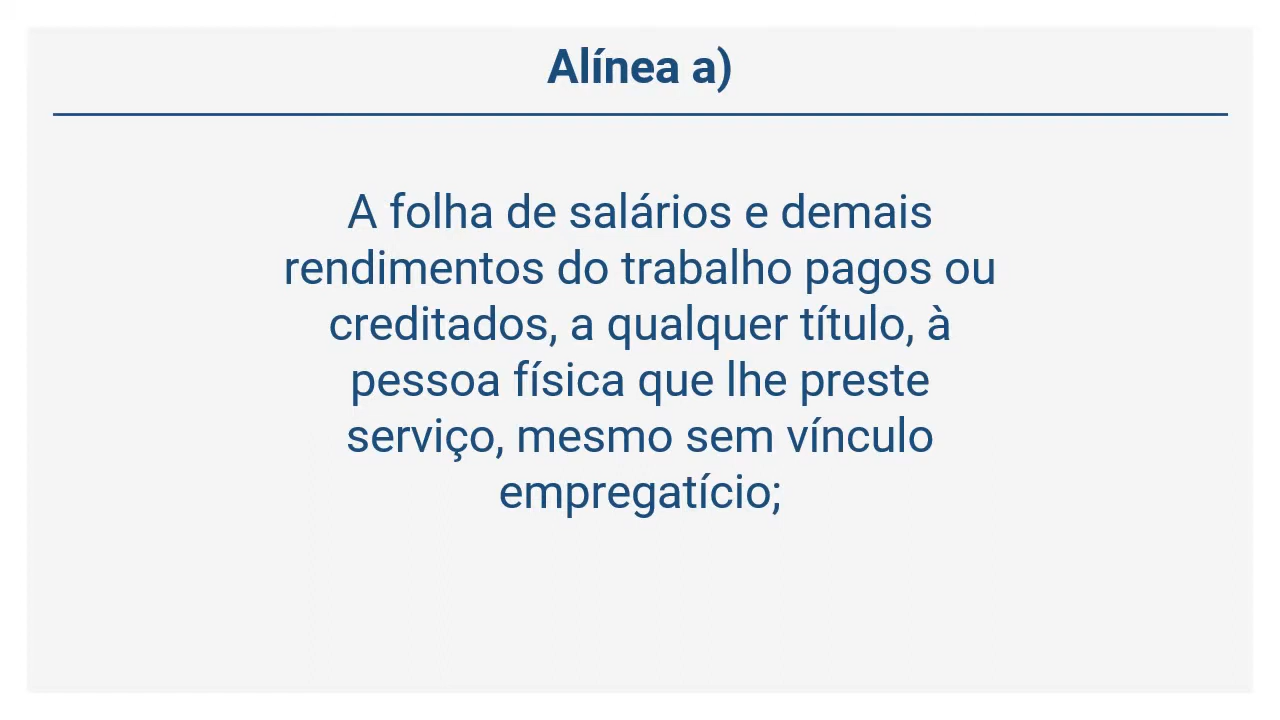 Alínea a)
A folha de salários e demais
rendimentos do trabalho pagos ou
creditados, a qualquer título, à
pessoa física que lhe preste
serviço, mesmo sem vínculo
empregatício;